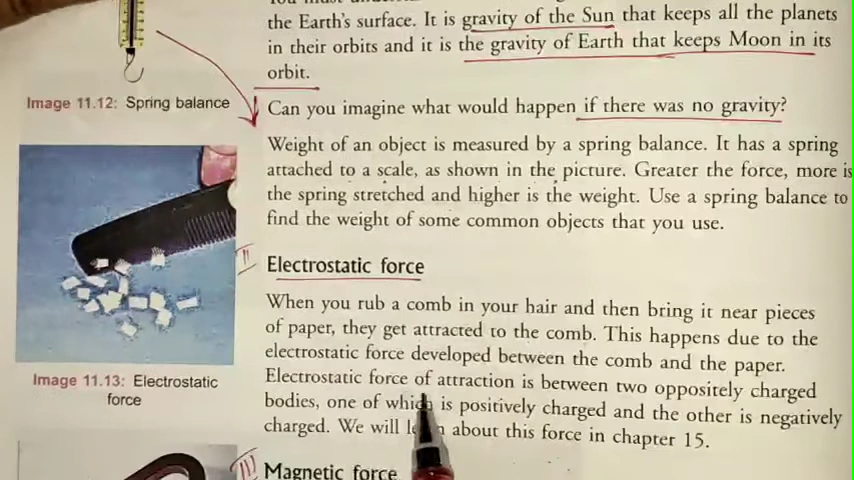 the Earth's surface. It is gravity of the Sun that keeps all the planets
in their orbits and it is the gravity of Earth that keeps Moon in its
orbit.
Image 11.12: Spring balance
Can you imagine what would happen if there was no gravity?
Weight of an object is measured by a spring balance. It has a spring
attached to a scale, as shown in the picture. Greater the force, more is
the spring stretched and higher is the weight. Use a spring balance to
find the weight of some common objects that you use.
II
Electrostatic force
When you rub a comb in your hair and then bring it near pieces
of paper, they get attracted to the comb. This happens due to the
electrostatic force developed between the comb and the paper.
Electrostatic force of attraction is between two oppositely charged
bodies, one of which is positively charged and the other is negatively
charged. We will learn about this force in chapter 15.
Image 11.13: Electrostatic
force
III
Magnetic force